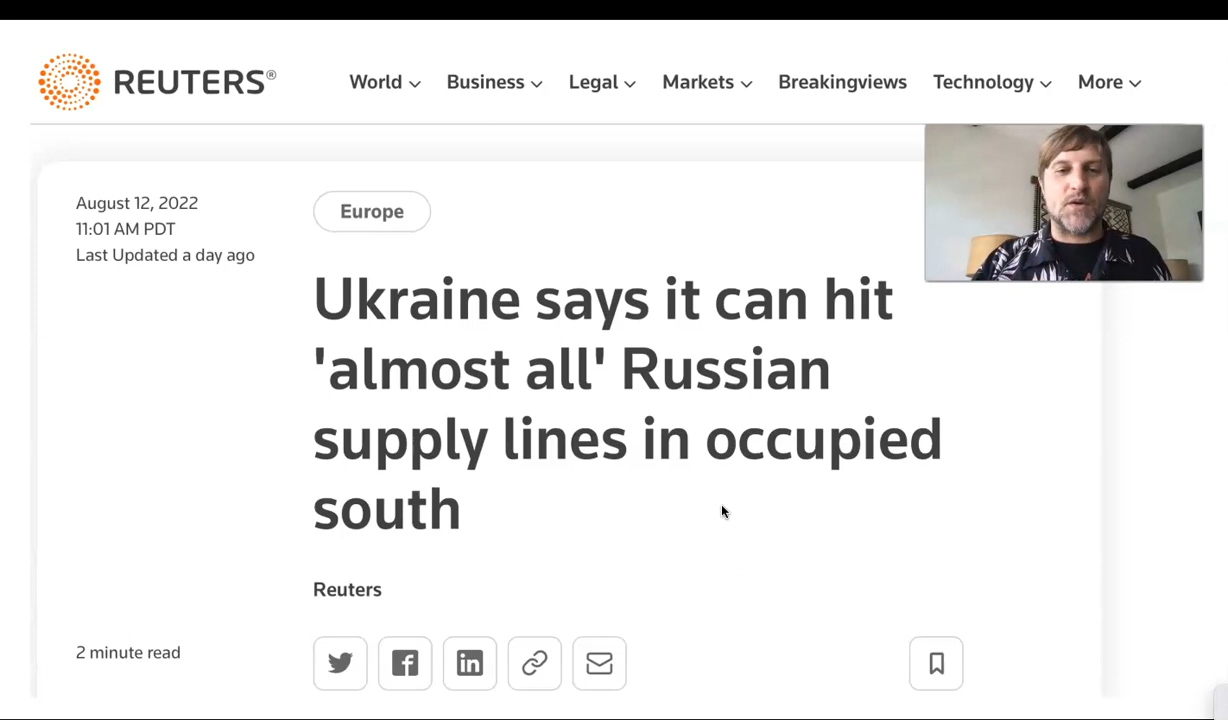 REUTERS®
World Business Legal Markets Breakingviews Technology More
August 12, 2022
11:01 AM PDT
Last Updated a day ago
Europe
Ukraine says it can hit
'almost all' Russian
supply lines in occupied
south
Reuters
2 minute read